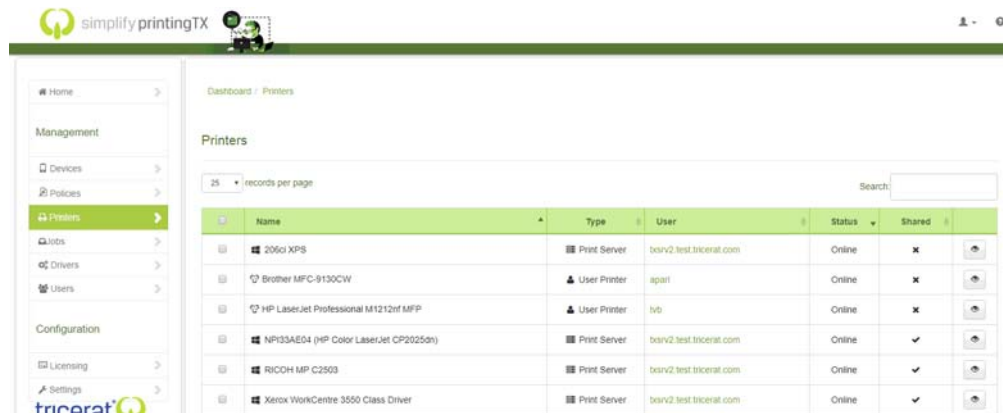 simplify printingTX
Home
Dashboard / Printers
Management
Printers
Devices
25 records per page
Search:
Policies
Printers
Name Type User Status Shared
Jobs
206ci XPS Print Server txsrv2.test.tricerat.com Online
Drivers
Brother MFC-9130CW User Printer apari Online
Users
HP LaserJet Professional M1212nf MFP User Printer tvb Online
Configuration
NPI33AE04 (HP Color LaserJet CP2025dn) Print Server txsrv2.test.tricerat.com Online
Licensing
RICOH MP C2503 Print Server txsrv2.test.tricerat.com Online
Settings
Xerox WorkCentre 3550 Class Driver Print Server txsrv2.test.tricerat.com Online
tricerat